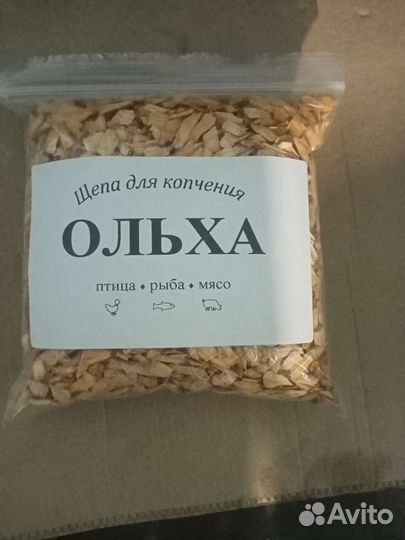 Щепа для копчения
ОЛЬХА
птица ♦ рыба ♦ мясо
Avito